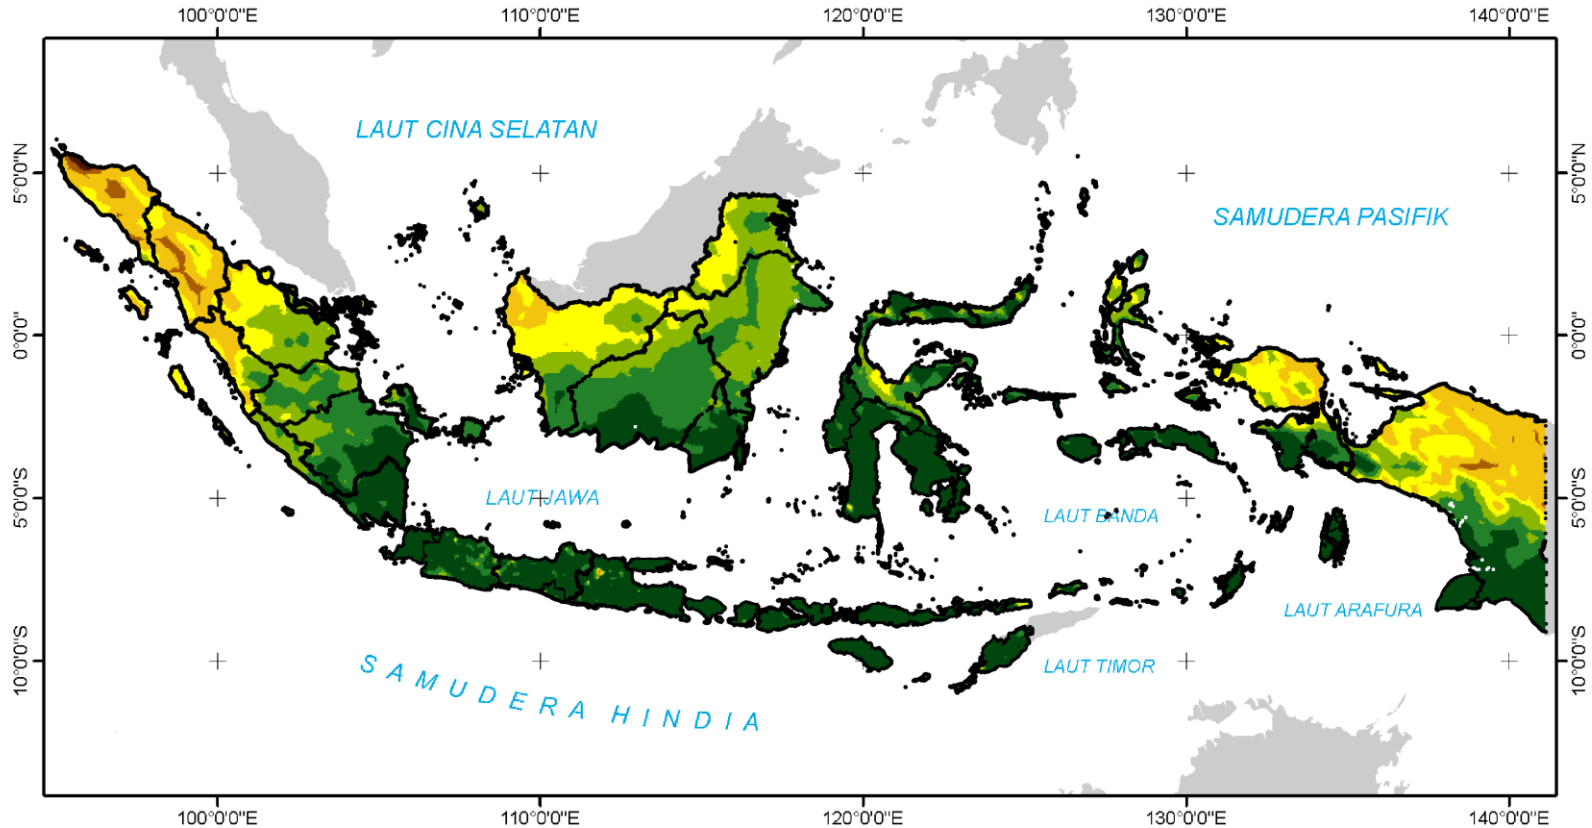 100°0'0"E 110°0'0"E 120°0'0"E 130°0'0"E 140°0'0"E
LAUT CINA SELATAN
5°0'0"N 5°0'0"N
SAMUDERA PASIFIK
0°0'0" 0°0'0"
LAUT JAWA
5°0'0"S 5°0'0"S
LAUT BANDA
LAUT ARAFURA
10°0'0"S 10°0'0"S
LAUT TIMOR
SAMUDERA HINDIA
100°0'0"E 110°0'0"E 120°0'0"E 130°0'0"E 140°0'0"E